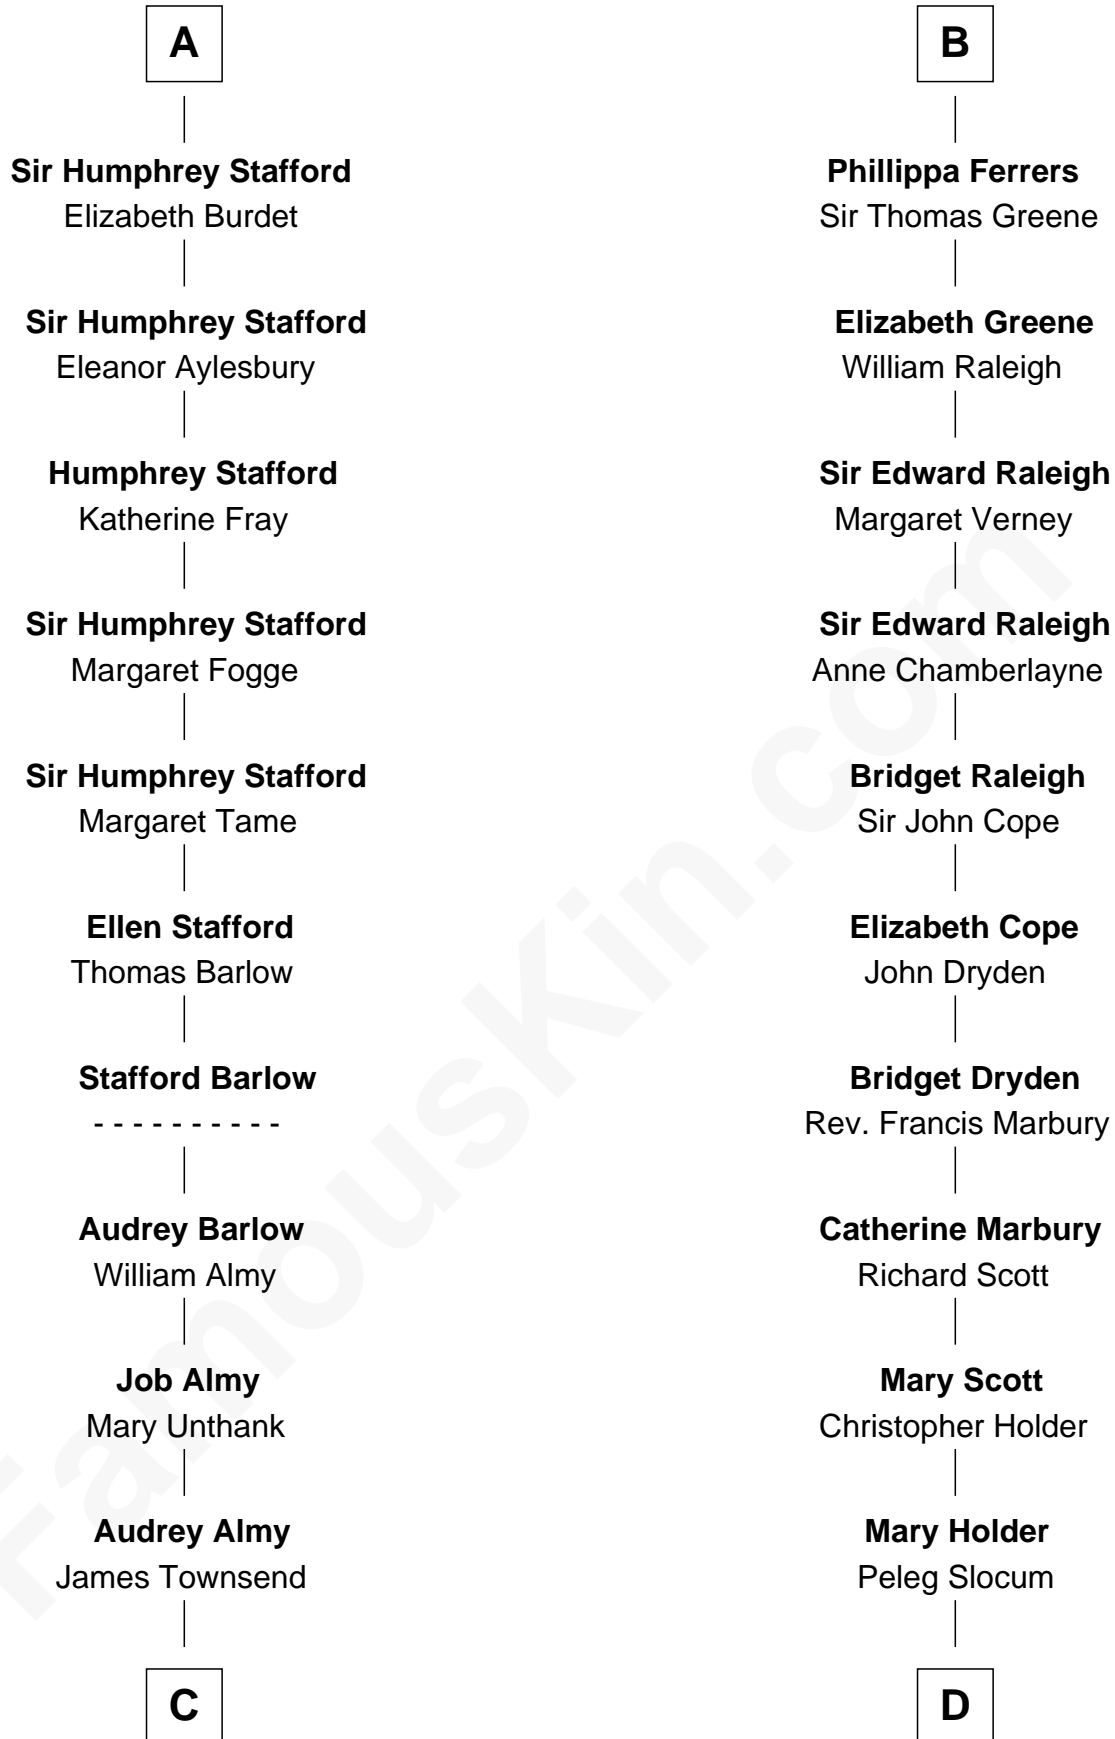 A
Sir Humphrey Stafford
Elizabeth Burdet
Sir Humphrey Stafford
Eleanor Aylesbury
Humphrey Stafford
Katherine Fray
Sir Humphrey Stafford
Margaret Fogge
Sir Humphrey Stafford
Margaret Tame
Ellen Stafford
Thomas Barlow
Stafford Barlow
- - - - - - - - - -
Audrey Barlow
William Almy
Job Almy
Mary Unthank
Audrey Almy
James Townsend
C
B
Phillippa Ferrers
Sir Thomas Greene
Elizabeth Greene
William Raleigh
Sir Edward Raleigh
Margaret Verney
Sir Edward Raleigh
Anne Chamberlayne
Bridget Raleigh
Sir John Cope
Elizabeth Cope
John Dryden
Bridget Dryden
Rev. Francis Marbury
Catherine Marbury
Richard Scott
Mary Scott
Christopher Holder
Mary Holder
Peleg Slocum
D
FamousKin.com